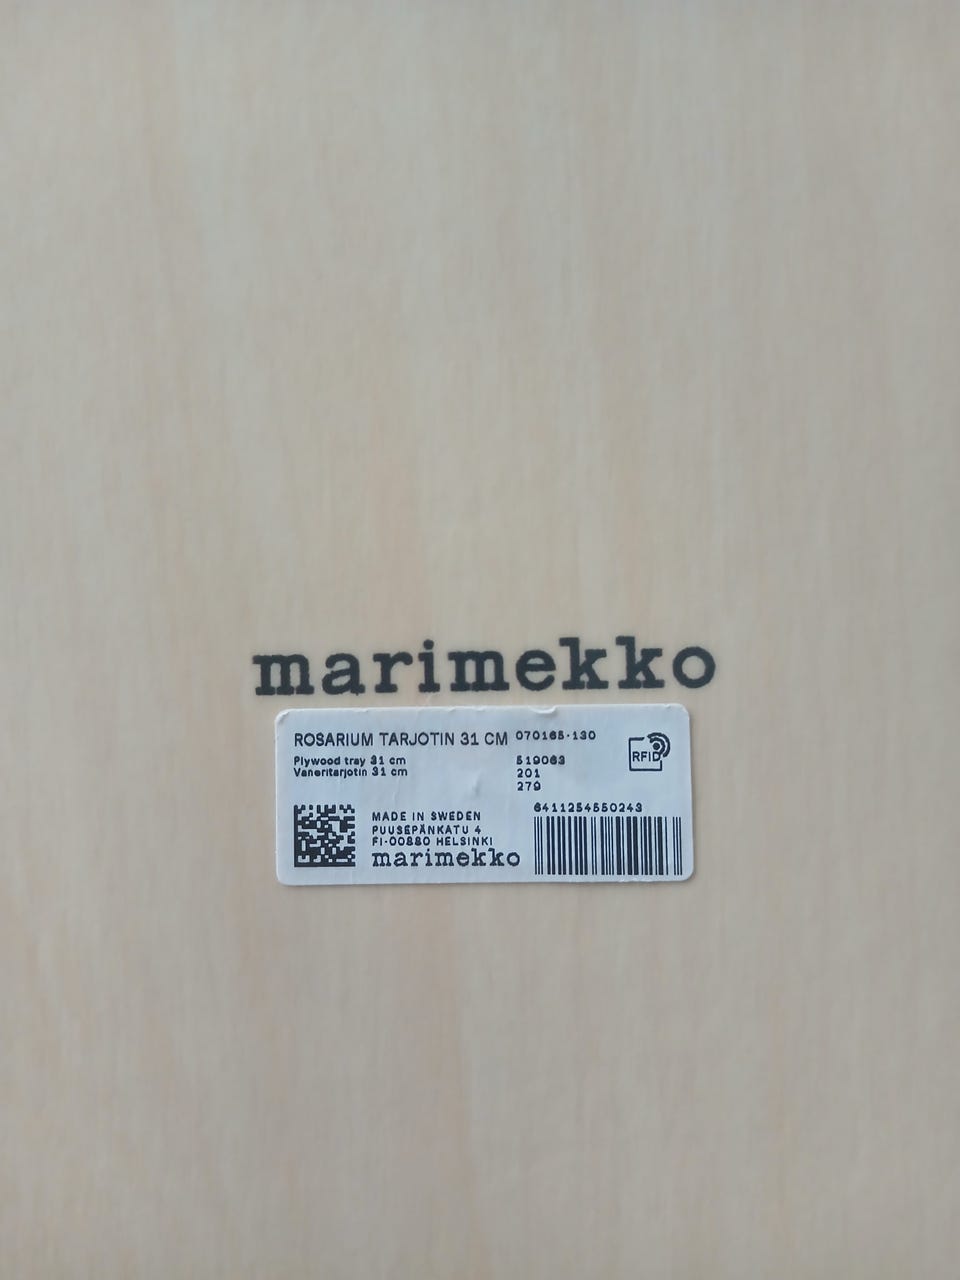 marimekko
ROSARIUM TARJOTIN 31 CM 070165-130
Plywood tray 31 cm 519063
Vaneritarjotin 31 cm 201
279
RFID
6411254550243
MADE IN SWEDEN
PUUSEPÄNKATU 4
FI-00880 HELSINKI
marimekko